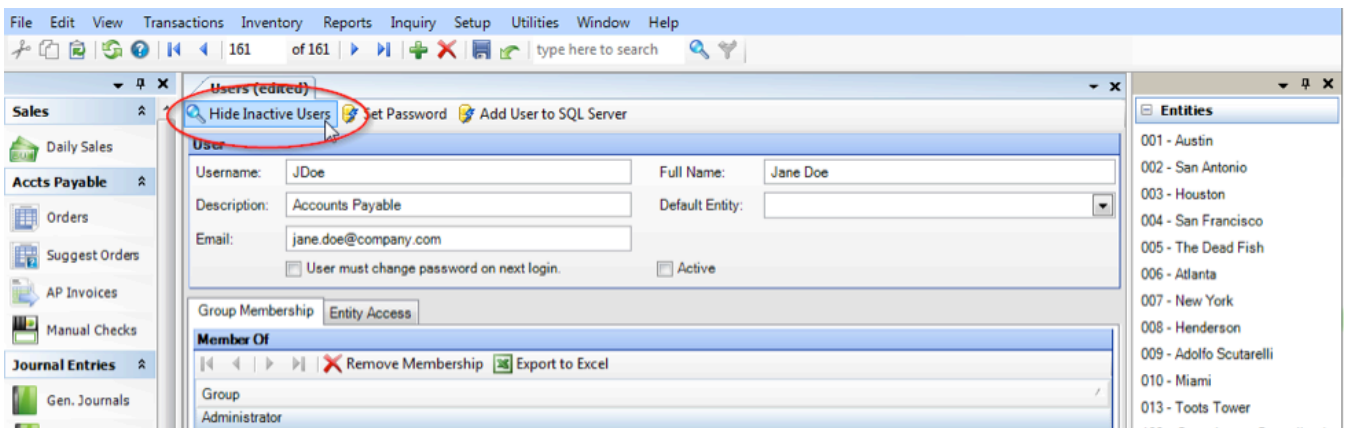 File Edit View Transactions Inventory Reports Inquiry Setup Utilities Window Help
161 of 161 type here to search
Sales
Daily Sales
Accts Payable
Orders
Suggest Orders
AP Invoices
Manual Checks
Journal Entries
Gen. Journals
Users (edited)
Hide Inactive Users Set Password Add User to SQL Server
User
Username: JDoe Full Name: Jane Doe
Description: Accounts Payable Default Entity:
Email: jane.doe@company.com
User must change password on next login. Active
Group Membership Entity Access
Member Of
Remove Membership Export to Excel
Group
Administrator
Entities
001 - Austin
002 - San Antonio
003 - Houston
004 - San Francisco
005 - The Dead Fish
006 - Atlanta
007 - New York
008 - Henderson
009 - Adolfo Scutarelli
010 - Miami
013 - Toots Tower